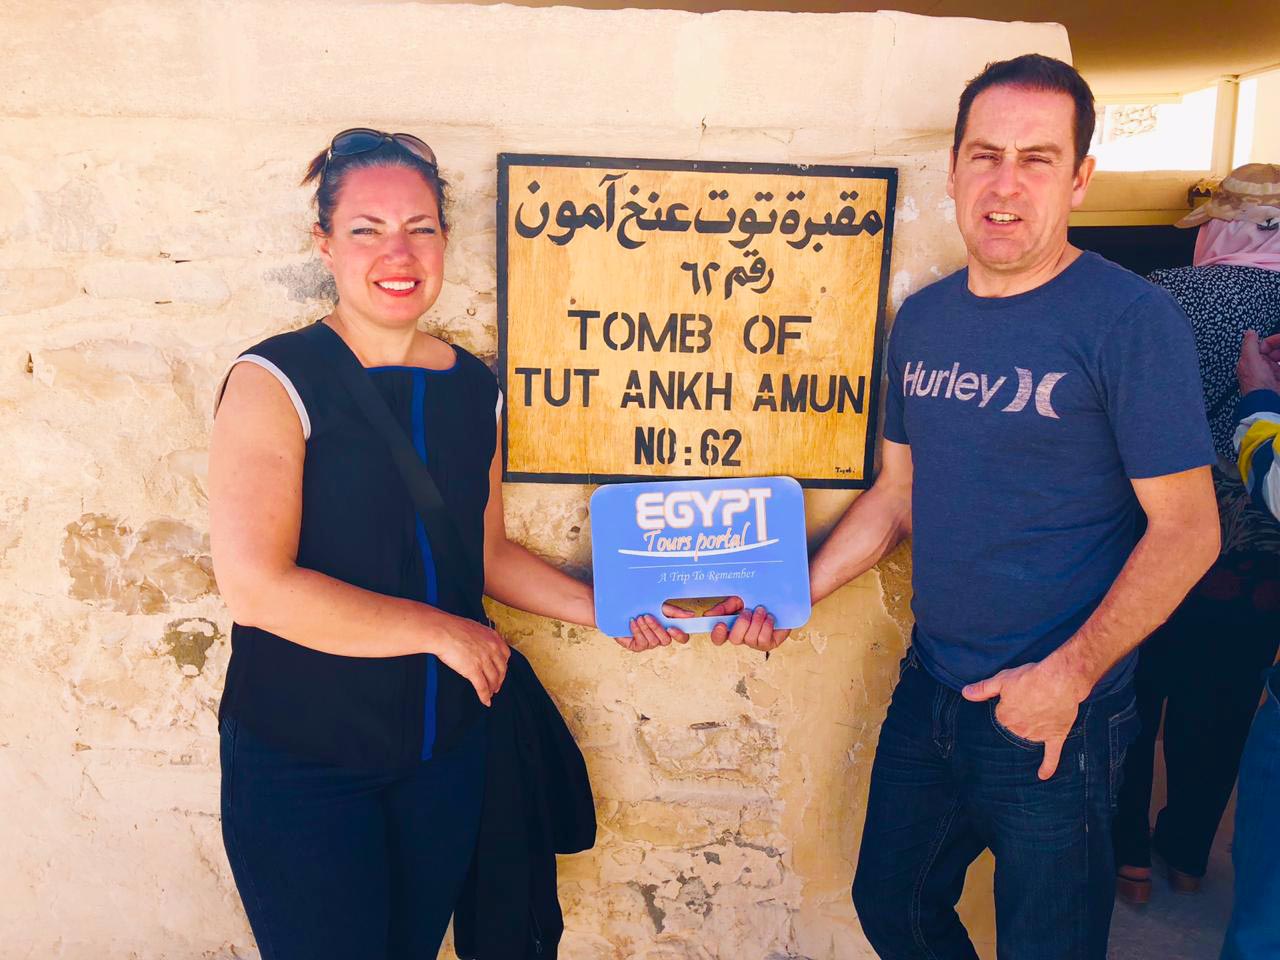 مقبرة توت عنخ آمون
رقم ٦٢
TOMB OF
TUT ANKH AMUN
NO: 62
EGYPT
Tours portal
A Trip To Remember
Hurley